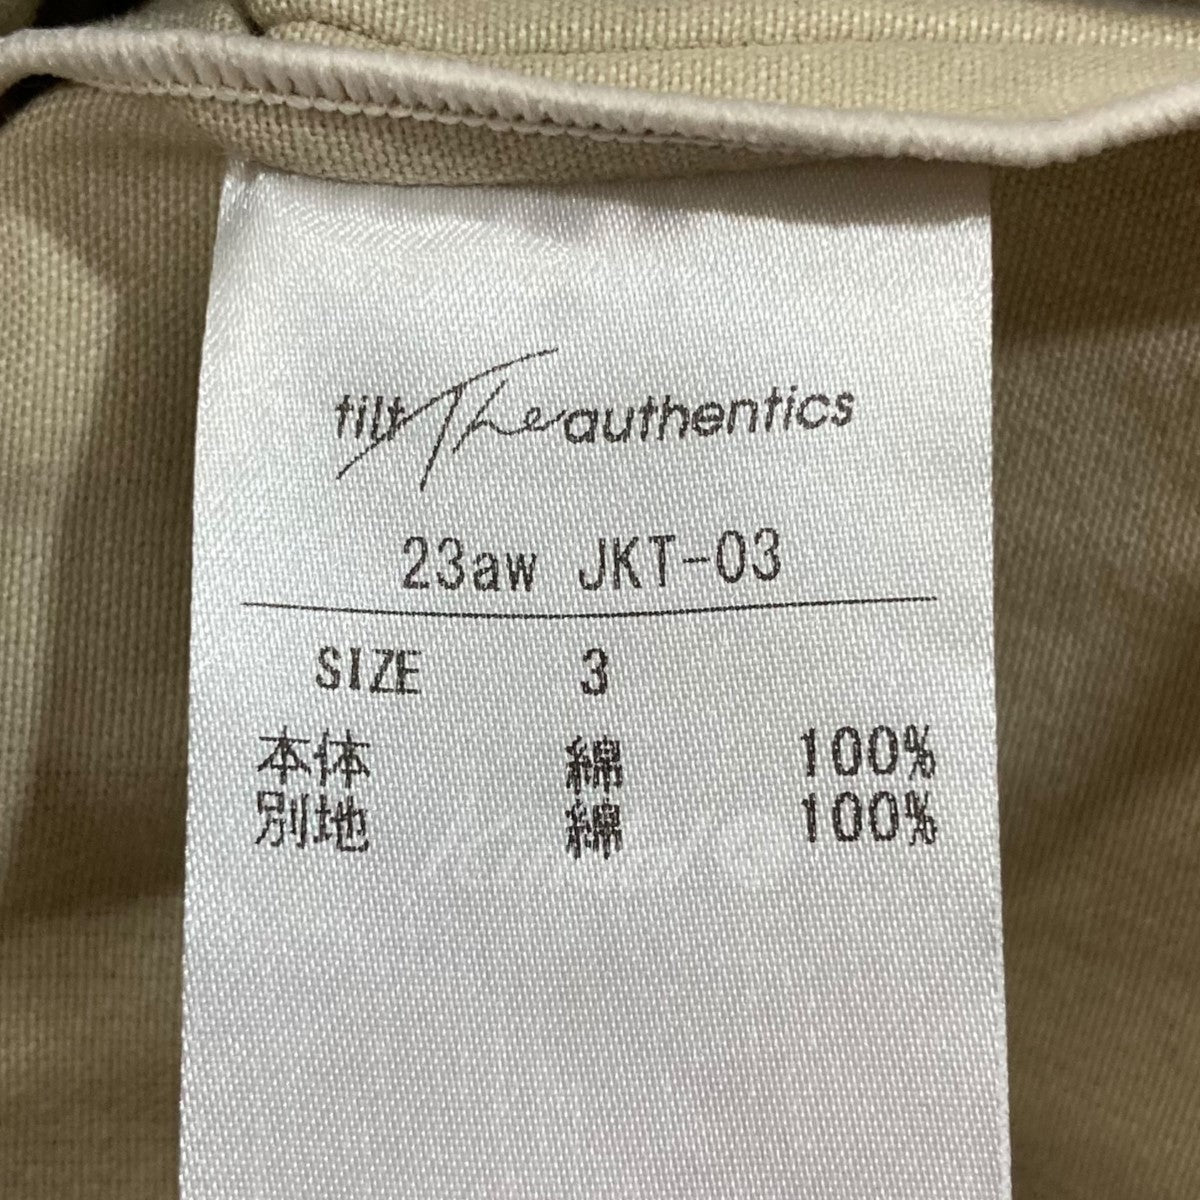 tilt The authentics
23aw JKT-03
SIZE 3
本体 綿 100%
別地 綿 100%